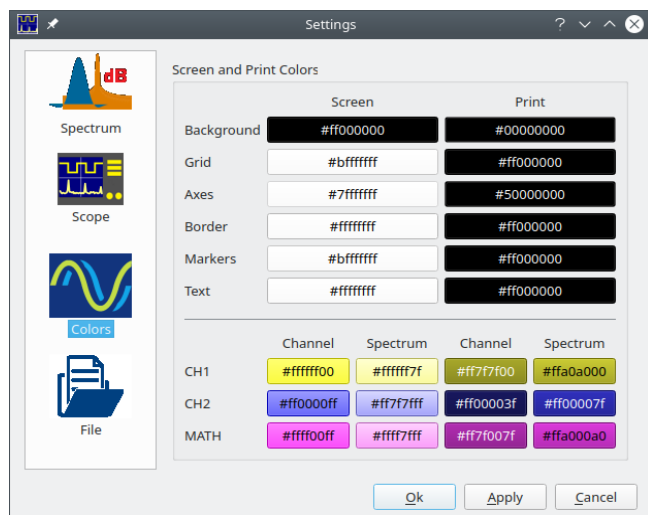 Settings
dB
Spectrum
Scope
Colors
File
Screen and Print Colors
Screen Print
Background #ff000000 #00000000
Grid #bfffffff #ff000000
Axes #7fffffff #50000000
Border #ffffffff #ff000000
Markers #bfffffff #ff000000
Text #ffffffff #ff000000
Channel Spectrum Channel Spectrum
CH1 #ffffff00 #ffffff7f #ff7f7f00 #ffa0a000
CH2 #ff0000ff #ff7f7fff #ff00003f #ff00007f
MATH #ffff00ff #ffff7fff #ff7f007f #ffa000a0
Ok Apply Cancel